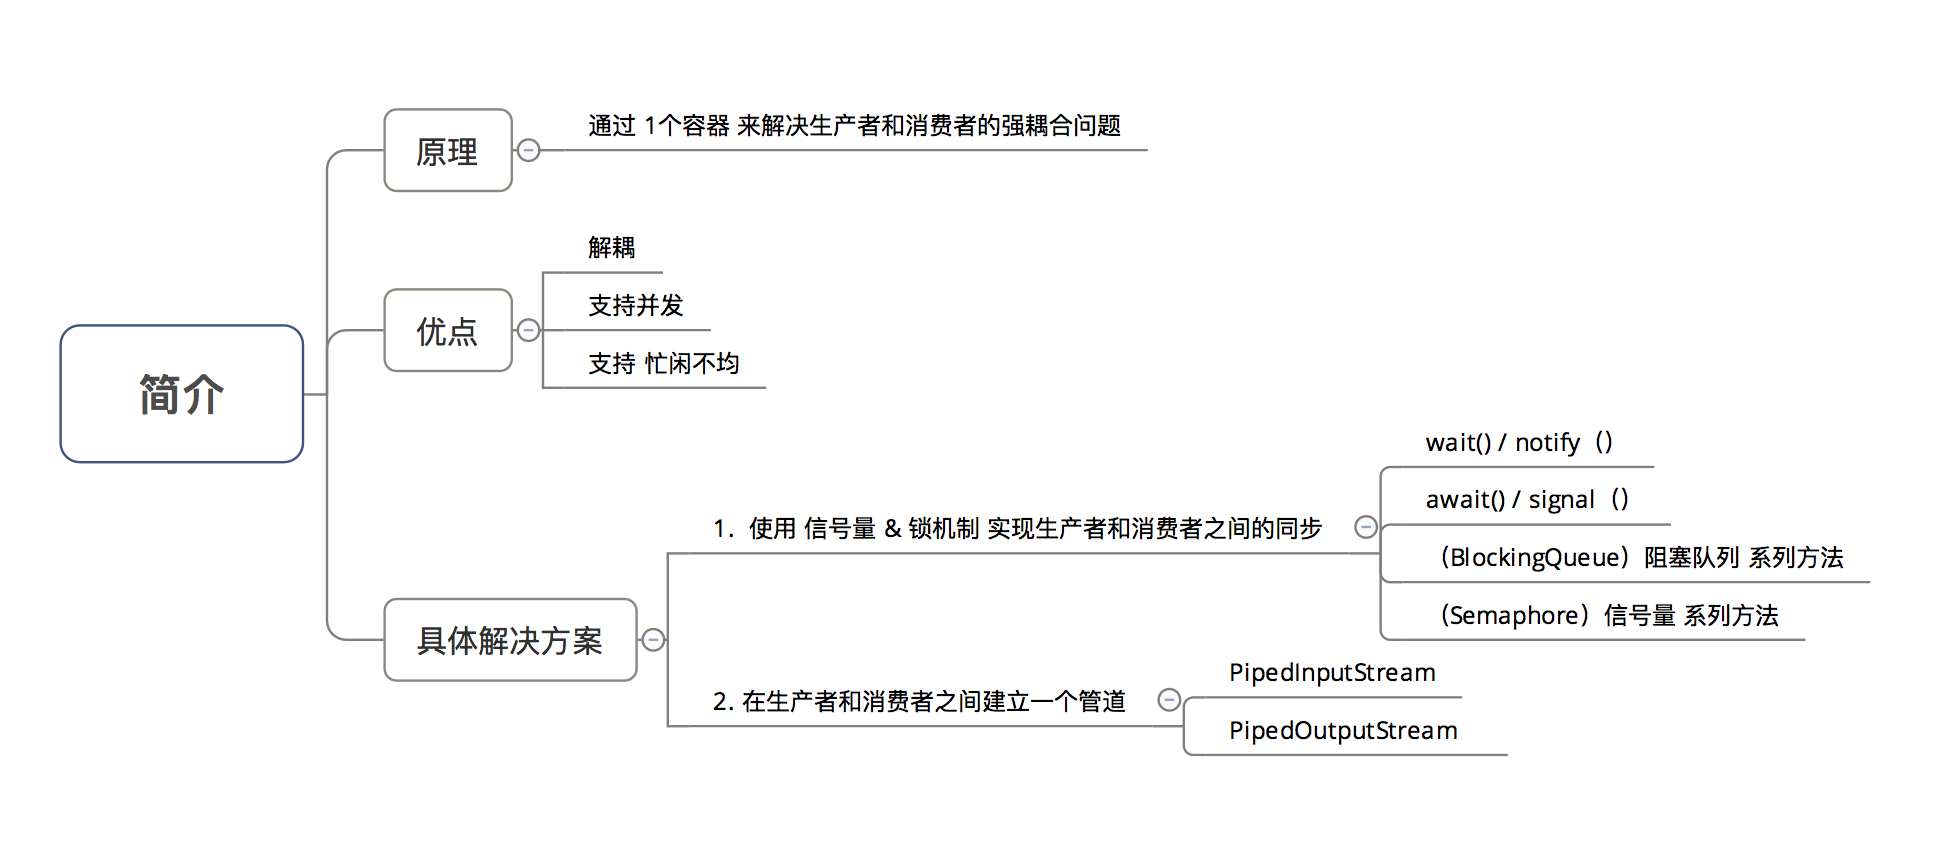 简介
原理
通过 1个容器 来解决生产者和消费者的强耦合问题
优点
解耦
支持并发
支持 忙闲不均
具体解决方案
1. 使用 信号量 & 锁机制 实现生产者和消费者之间的同步
wait() / notify（）
await() / signal（）
（BlockingQueue）阻塞队列 系列方法
（Semaphore）信号量 系列方法
2. 在生产者和消费者之间建立一个管道
PipedInputStream
PipedOutputStream